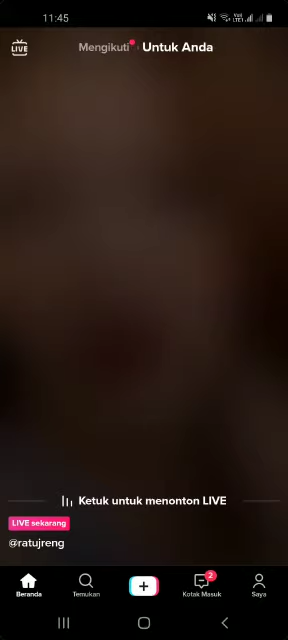 11:45
LIVE
Mengikuti
Untuk Anda
Ketuk untuk menonton LIVE
LIVE sekarang
@ratujreng
2
Beranda
Temukan
Kotak Masuk
Saya